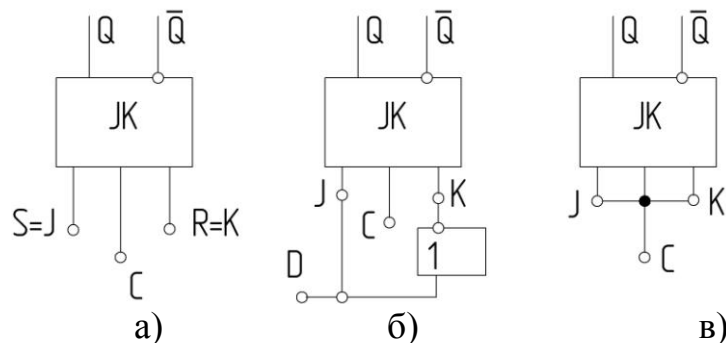 Q Q̅ Q Q̅ Q Q̅
JK JK JK
S=J R=K J K J K
C C C
D 1
а) б) в)